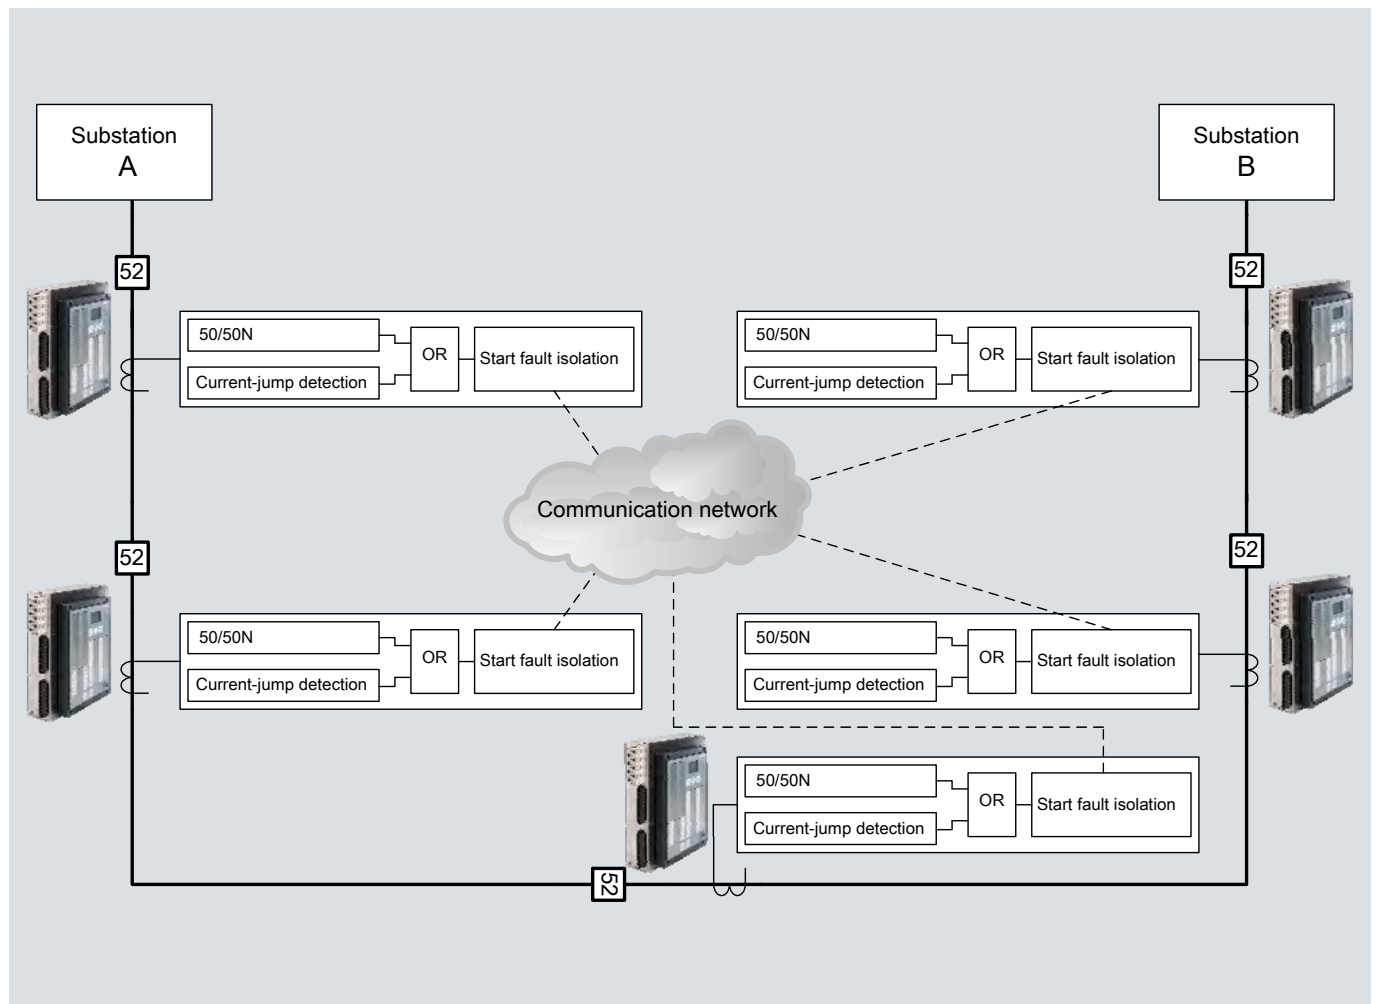 Substation
A
Substation
B
52
52
50/50N
OR
Start fault isolation
Current-jump detection
50/50N
OR
Start fault isolation
Current-jump detection
Communication network
52
52
50/50N
OR
Start fault isolation
Current-jump detection
50/50N
OR
Start fault isolation
Current-jump detection
50/50N
OR
Start fault isolation
Current-jump detection
52